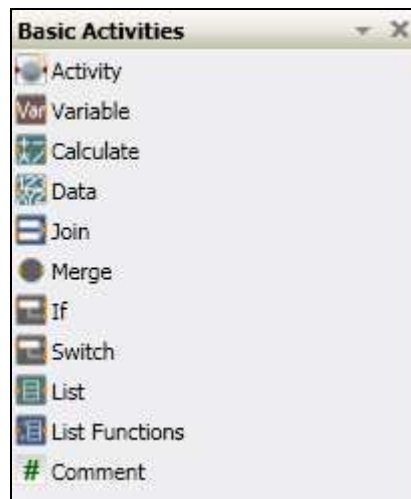 Basic Activities
Activity
Var Variable
Calculate
Data
Join
Merge
If
Switch
List
List Functions
# Comment